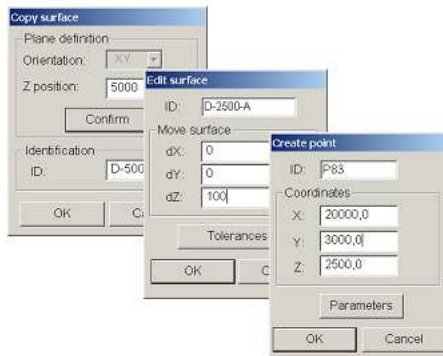 Copy surface
Plane definition
Orientation: XY
Z position: 5000
Confirm
Identification
ID: D-500
OK
Edit surface
ID: D-2500-A
Move surface
dX: 0
dY: 0
dZ: 100
Tolerances
OK
Create point
ID: P83
Coordinates
X: 20000,0
Y: 3000,0
Z: 2500,0
Parameters
OK Cancel